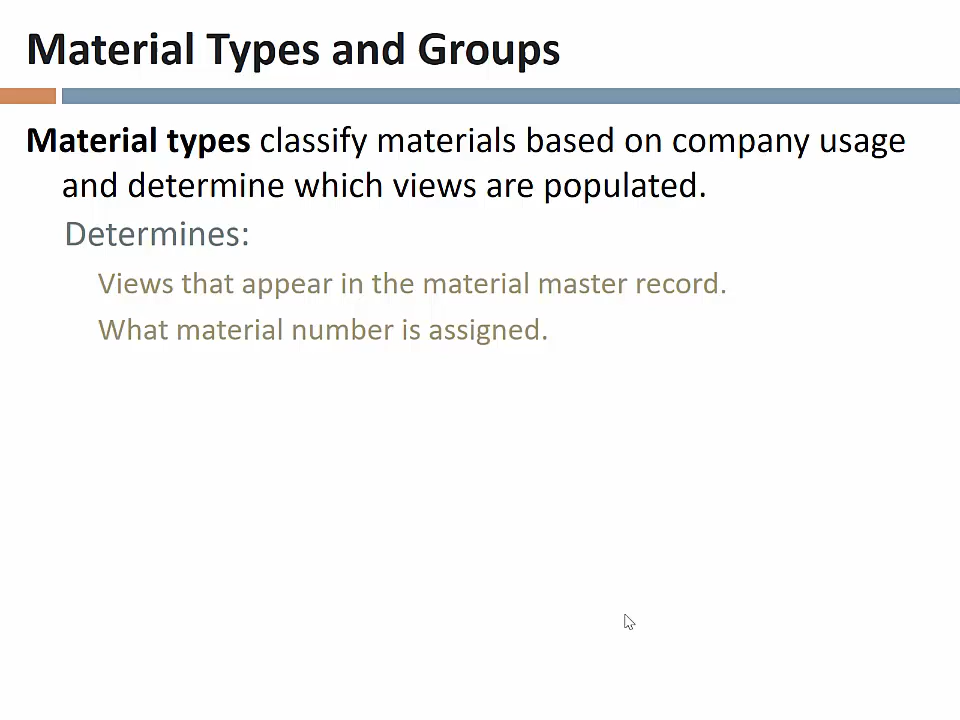 Material Types and Groups
Material types classify materials based on company usage
and determine which views are populated.
Determines:
Views that appear in the material master record.
What material number is assigned.